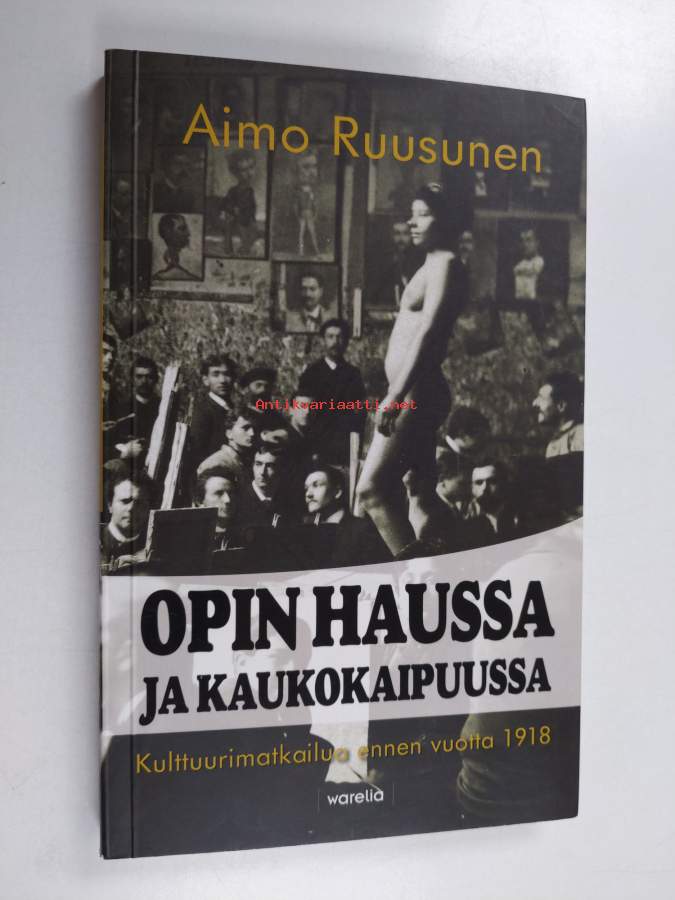 Aimo Ruusunen
Antikvariaatti.net
OPIN HAUSSA
JA KAUKOKAIPUUSSA
Kulttuurimatkailua ennen vuotta 1918
warelia